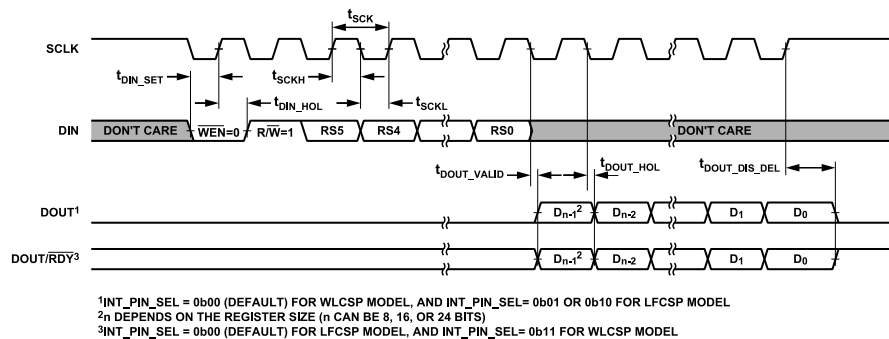 tSCK
SCLK
tDIN_SET
tSCKH
tDIN_HOL
tSCKL
DIN
DON'T CARE
WEN=0
R/W=1
RS5
RS4
RS0
DON'T CARE
tDOUT_VALID
tDOUT_HOL
tDOUT_DIS_DEL
DOUT1
Dn-12
Dn-2
D1
D0
DOUT/RDY3
Dn-12
Dn-2
D1
D0
1INT_PIN_SEL = 0b00 (DEFAULT) FOR WLCSP MODEL, AND INT_PIN_SEL= 0b01 OR 0b10 FOR LFCSP MODEL
2n DEPENDS ON THE REGISTER SIZE (n CAN BE 8, 16, OR 24 BITS)
3INT_PIN_SEL = 0b00 (DEFAULT) FOR LFCSP MODEL, AND INT_PIN_SEL= 0b11 FOR WLCSP MODEL